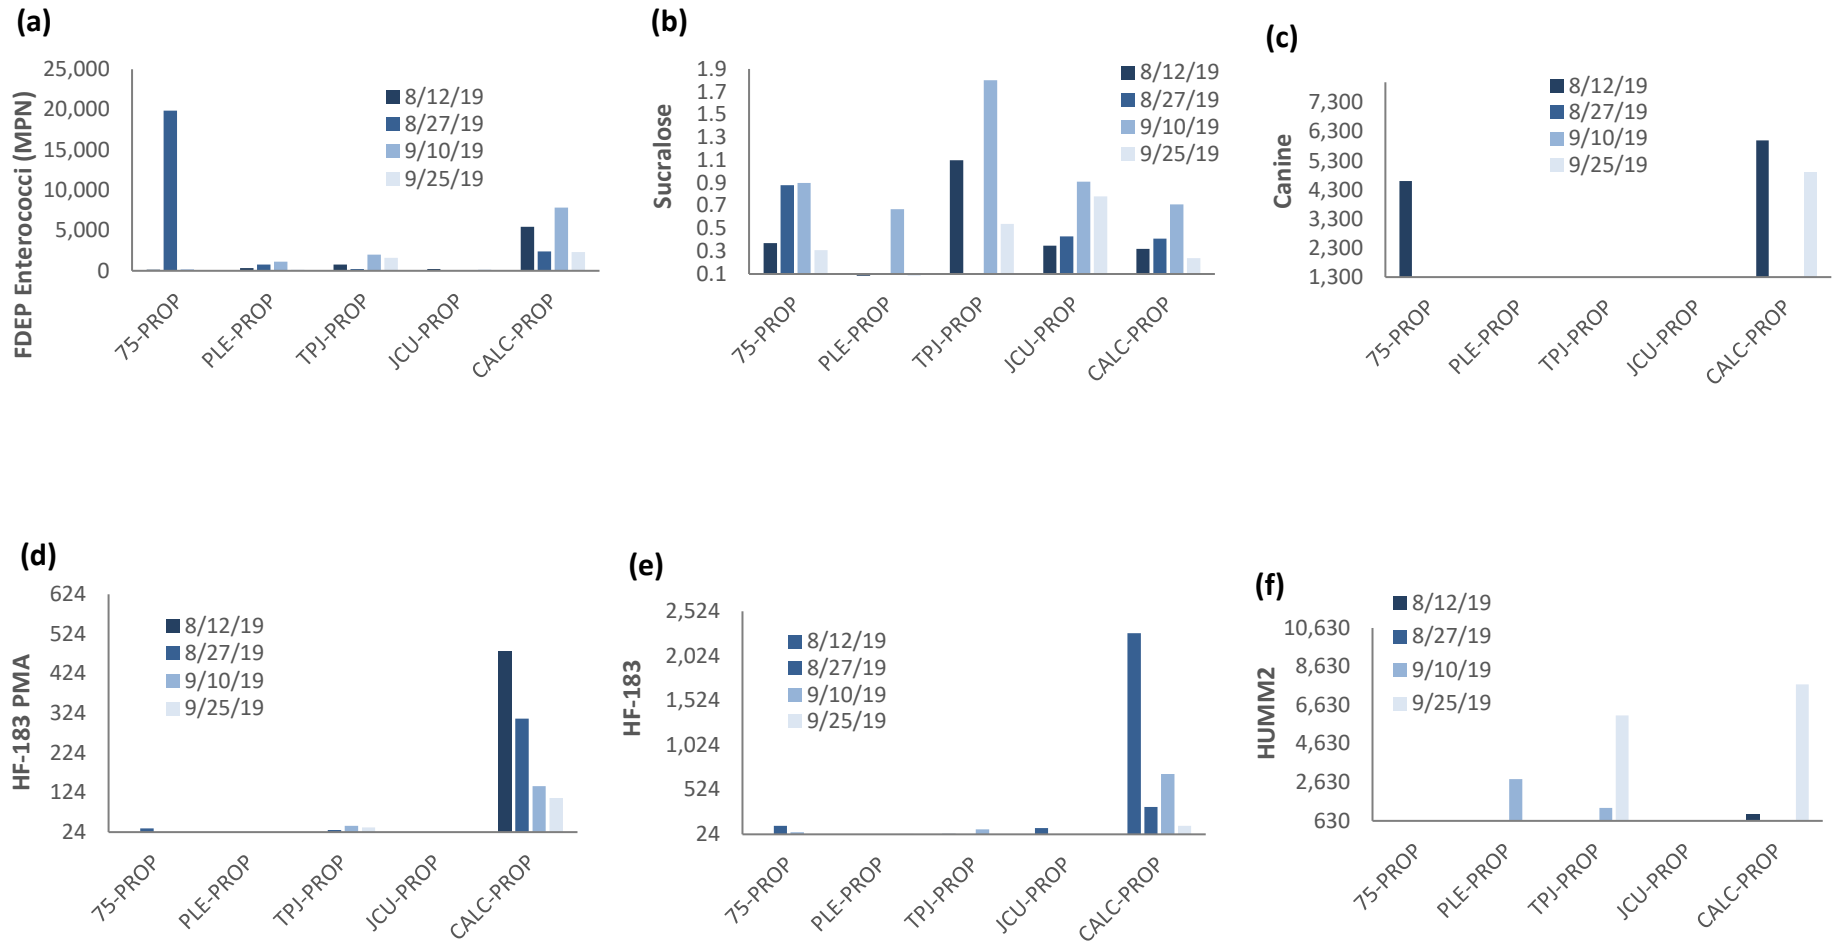 (a)
FDEP Enterococci (MPN)
25,000
20,000
15,000
10,000
5,000
0
8/12/19
8/27/19
9/10/19
9/25/19
75-PROP
PLE-PROP
TPJ-PROP
JCU-PROP
CALC-PROP
(b)
Sucralose
1.9
1.7
1.5
1.3
1.1
0.9
0.7
0.5
0.3
0.1
8/12/19
8/27/19
9/10/19
9/25/19
75-PROP
PLE-PROP
TPJ-PROP
JCU-PROP
CALC-PROP
(c)
Canine
7,300
6,300
5,300
4,300
3,300
2,300
1,300
8/12/19
8/27/19
9/10/19
9/25/19
75-PROP
PLE-PROP
TPJ-PROP
JCU-PROP
CALC-PROP
(d)
HF-183 PMA
624
524
424
324
224
124
24
8/12/19
8/27/19
9/10/19
9/25/19
75-PROP
PLE-PROP
TPJ-PROP
JCU-PROP
CALC-PROP
(e)
HF-183
2,524
2,024
1,524
1,024
524
24
8/12/19
8/27/19
9/10/19
9/25/19
75-PROP
PLE-PROP
TPJ-PROP
JCU-PROP
CALC-PROP
(f)
HUMM2
10,630
8,630
6,630
4,630
2,630
630
8/12/19
8/27/19
9/10/19
9/25/19
75-PROP
PLE-PROP
TPJ-PROP
JCU-PROP
CALC-PROP